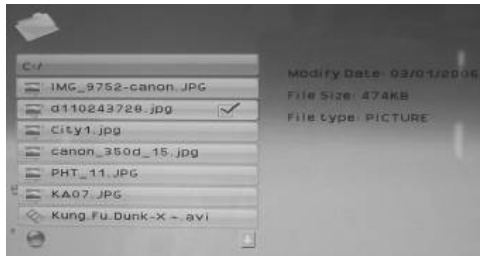 C:/
IMG_9752-canon.JPG
d110243728.jpg
City1.jpg
canon_350d_15.jpg
PHT_11.JPG
KA07.JPG
Kung.Fu.Dunk-X ~.avi
Modify Date: 03/01/2006
File Size: 474KB
File type: PICTURE